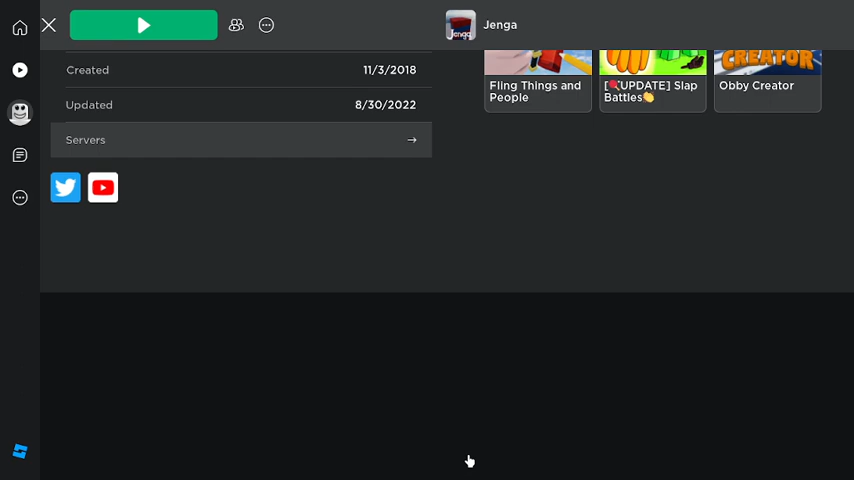 Jenga
Jenga
Created
11/3/2018
Updated
8/30/2022
Servers
Fling Things and
People
[🥊UPDATE] Slap
Battles👏
CREATOR
Obby Creator